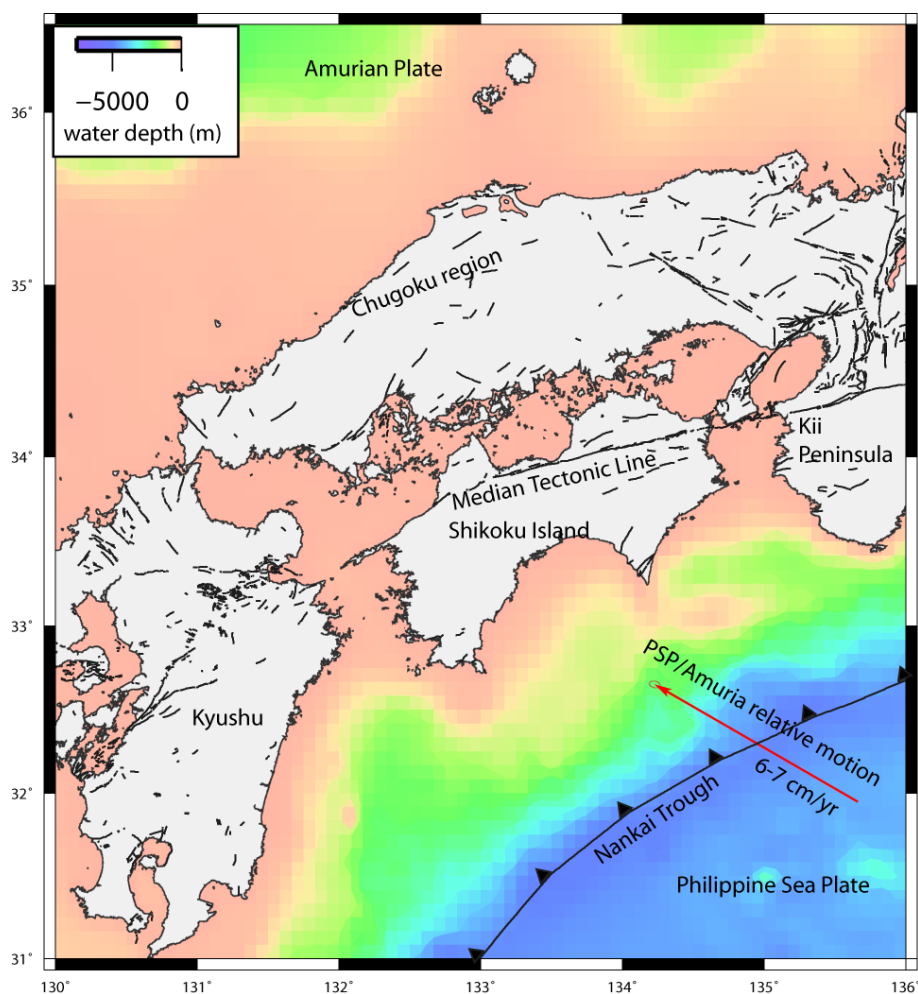 Amurian Plate
−5000 0
water depth (m)
36°
35°
Chugoku region
34°
Kii
Peninsula
Median Tectonic Line
Shikoku Island
33°
PSP/Amuria relative motion
Kyushu
6-7 cm/yr
32°
Nankai Trough
Philippine Sea Plate
31°
130° 131° 132° 133° 134° 135° 136°